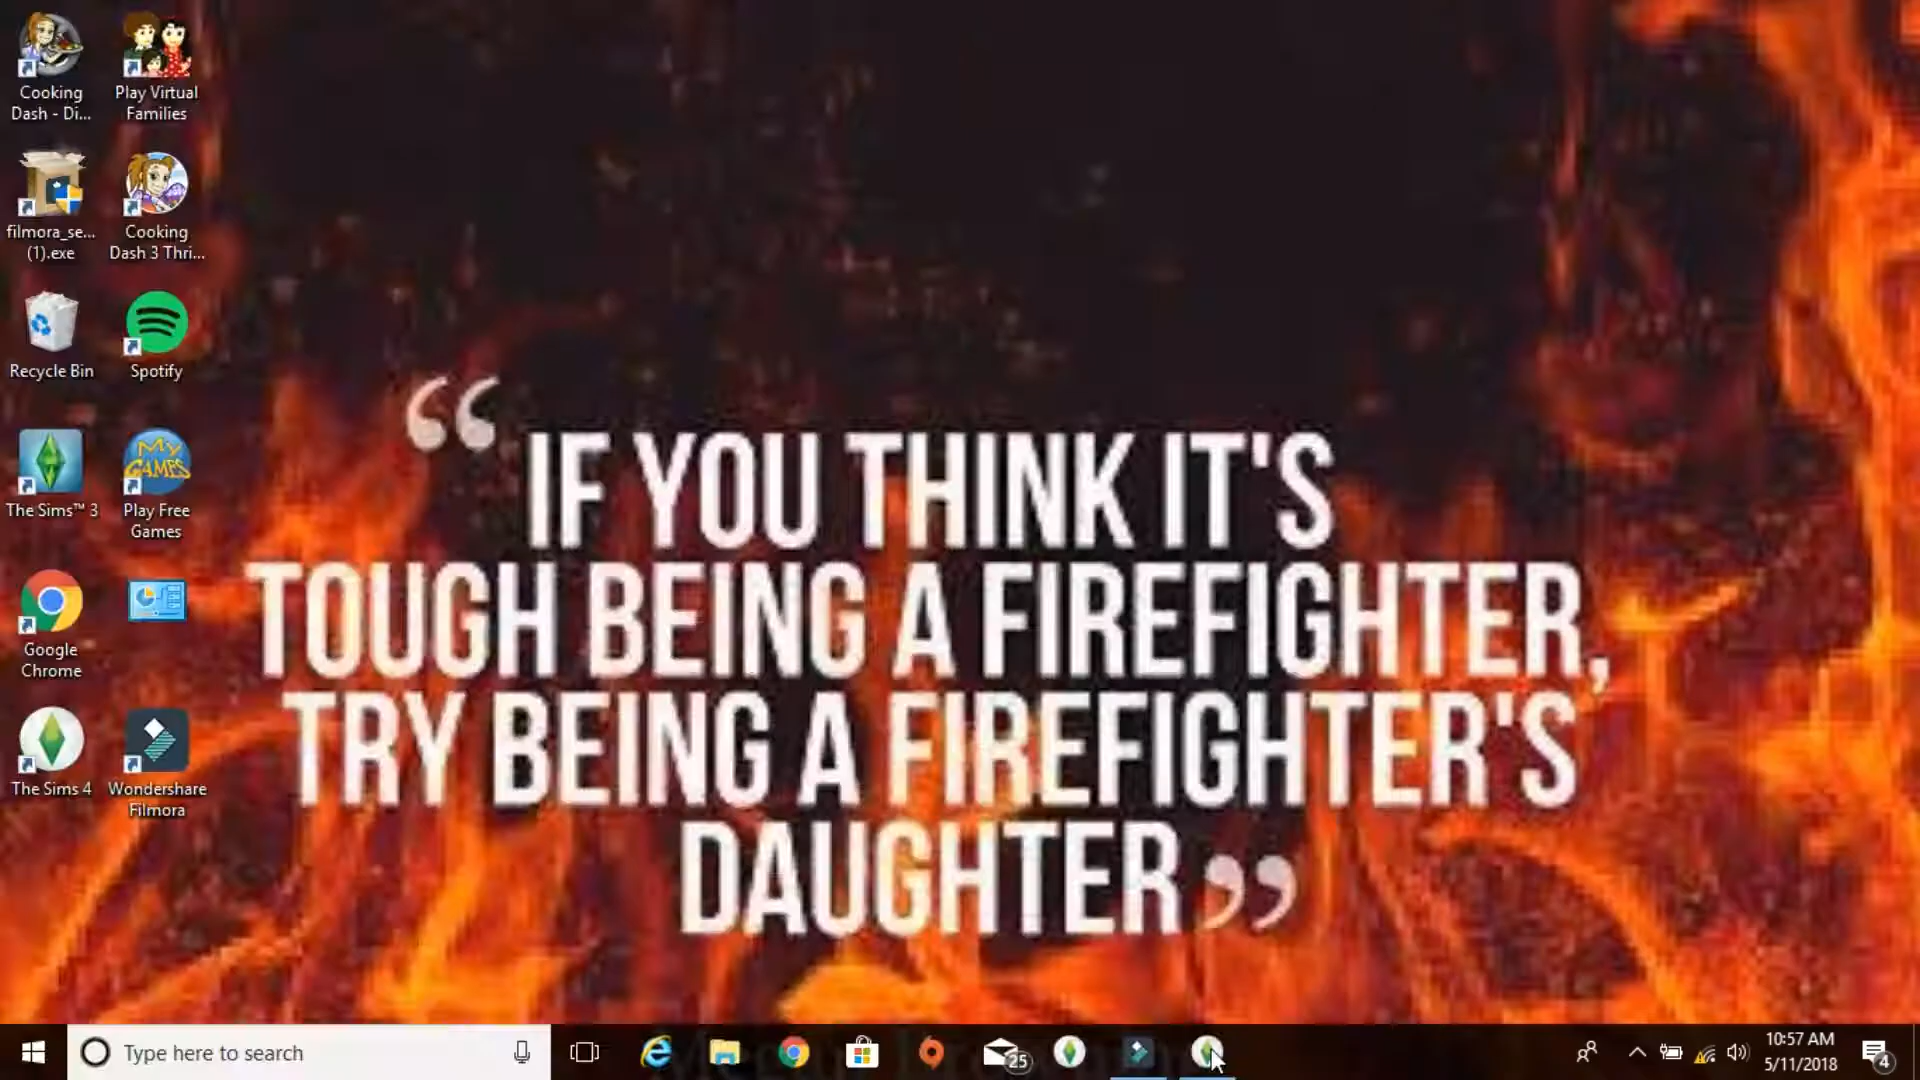 Cooking
Dash - Di...
Play Virtual
Families
filmora_se...
(1).exe
Cooking
Dash 3 Thri...
Recycle Bin
Spotify
The Sims™ 3
MY
GAMES
Play Free
Games
Google
Chrome
The Sims 4
Wondershare
Filmora
“ IF YOU THINK IT'S
TOUGH BEING A FIREFIGHTER,
TRY BEING A FIREFIGHTER'S
DAUGHTER ”
Type here to search
25
10:57 AM
5/11/2018
4